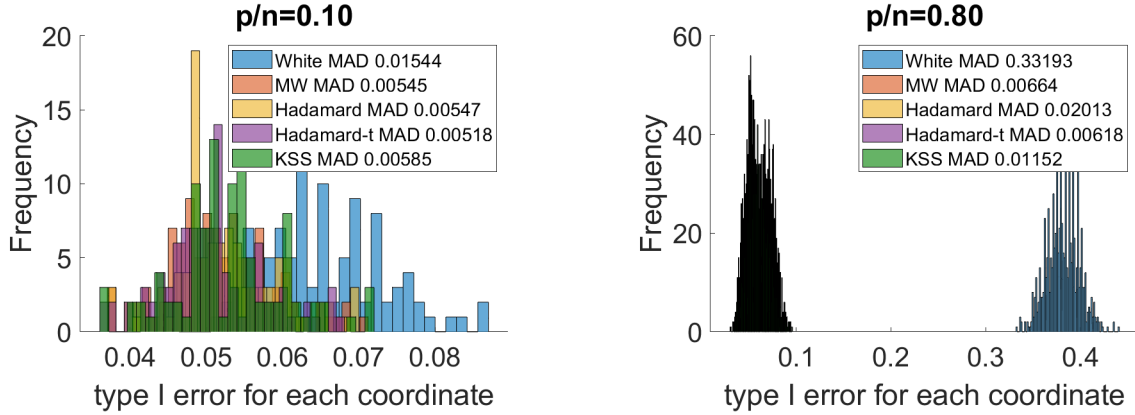 p/n=0.10
20
15
10
5
0
Frequency
White MAD 0.01544
MW MAD 0.00545
Hadamard MAD 0.00547
Hadamard-t MAD 0.00518
KSS MAD 0.00585
0.04 0.05 0.06 0.07 0.08
type I error for each coordinate
p/n=0.80
60
40
20
0
Frequency
White MAD 0.33193
MW MAD 0.00664
Hadamard MAD 0.02013
Hadamard-t MAD 0.00618
KSS MAD 0.01152
0.1 0.2 0.3 0.4
type I error for each coordinate